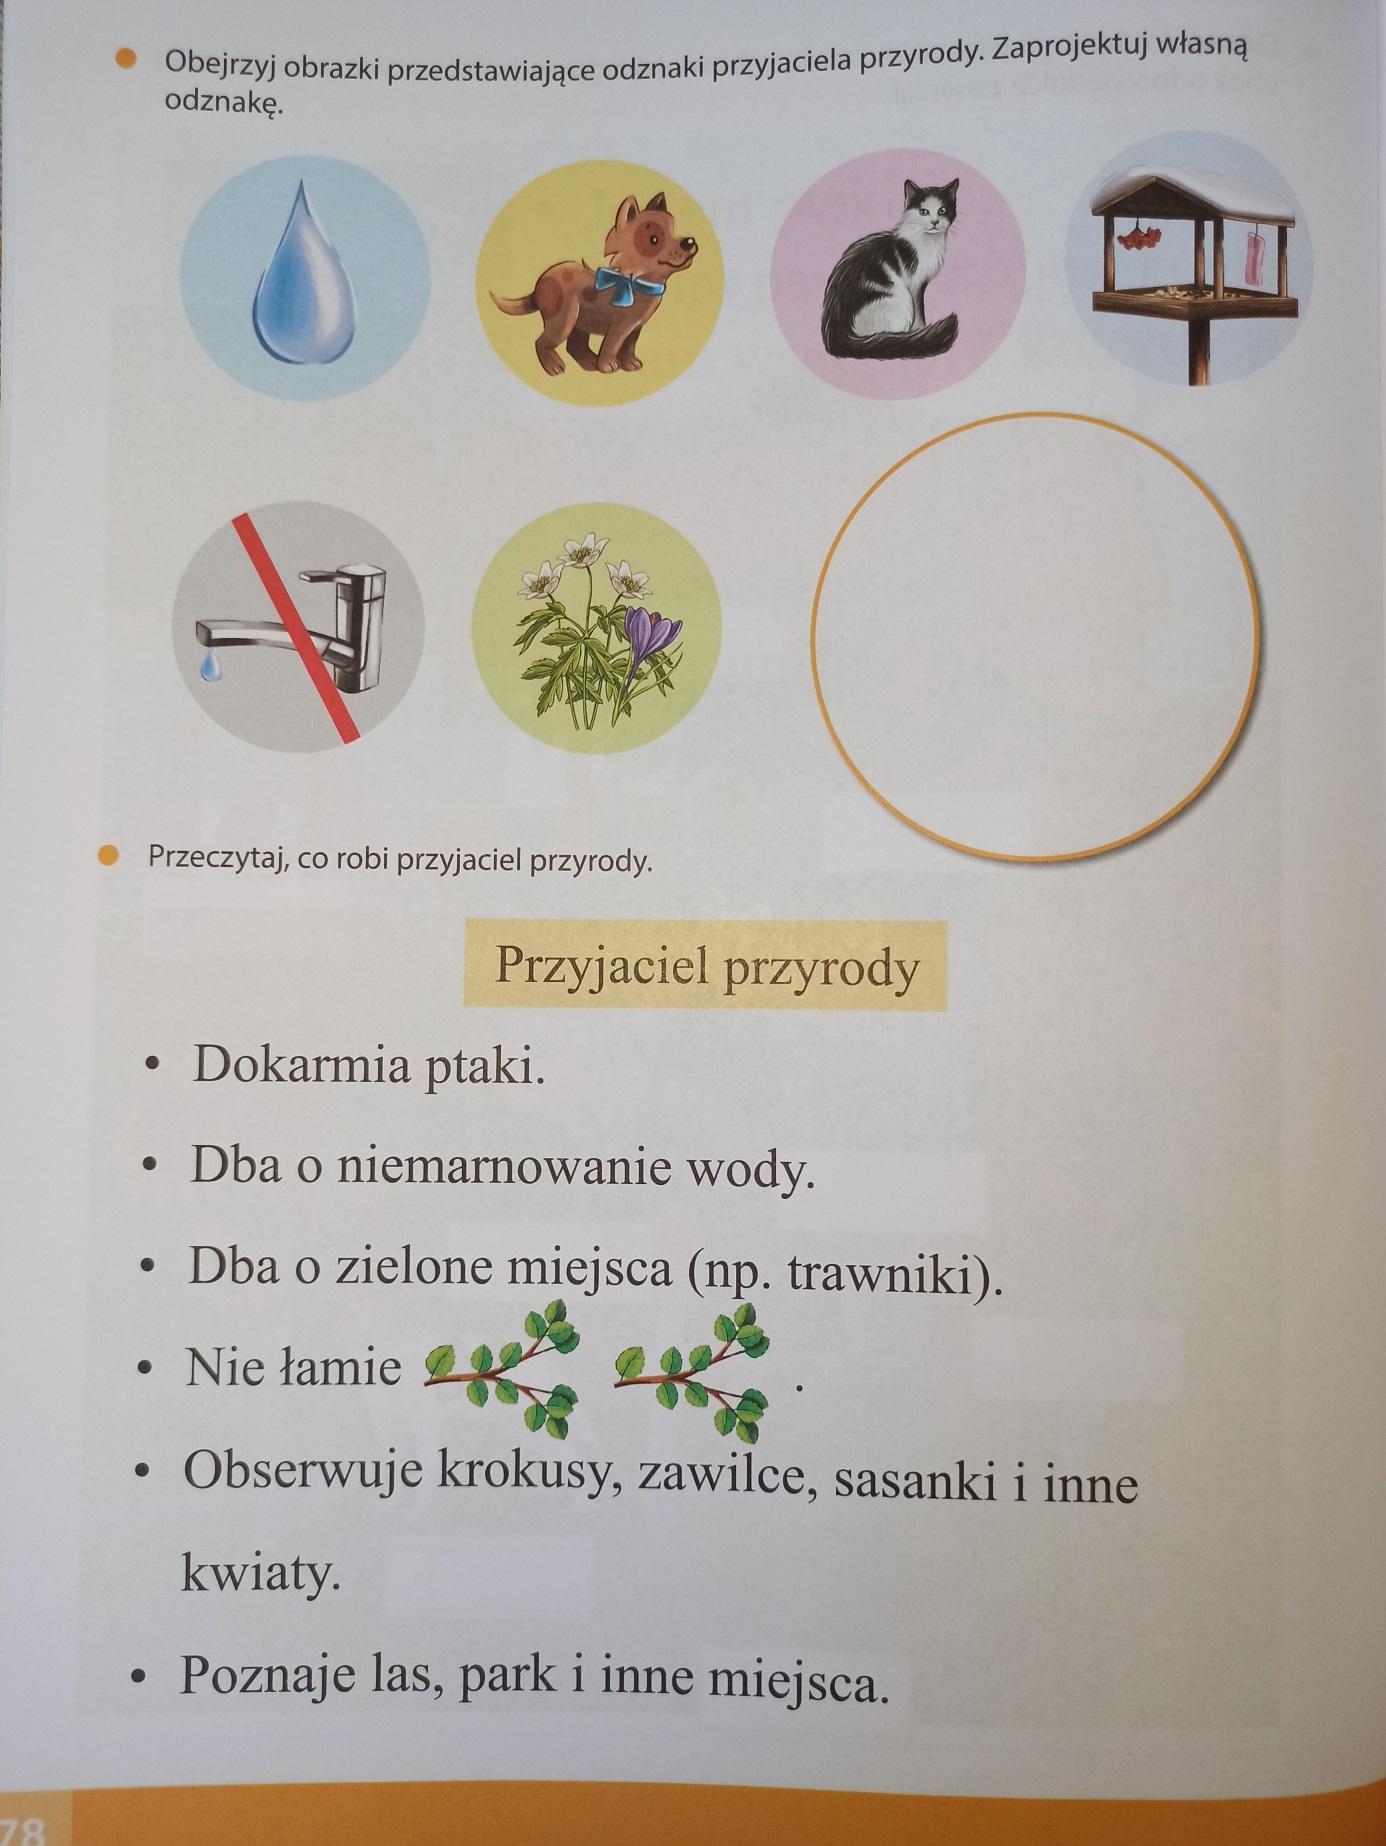 Obejrzyj obrazki przedstawiające odznaki przyjaciela przyrody. Zaprojektuj własną
odznakę.
Przeczytaj, co robi przyjaciel przyrody.
Przyjaciel przyrody
• Dokarmia ptaki.
• Dba o niemarnowanie wody.
• Dba o zielone miejsca (np. trawniki).
• Nie łamie .
• Obserwuje krokusy, zawilce, sasanki i inne
kwiaty.
• Poznaje las, park i inne miejsca.
78